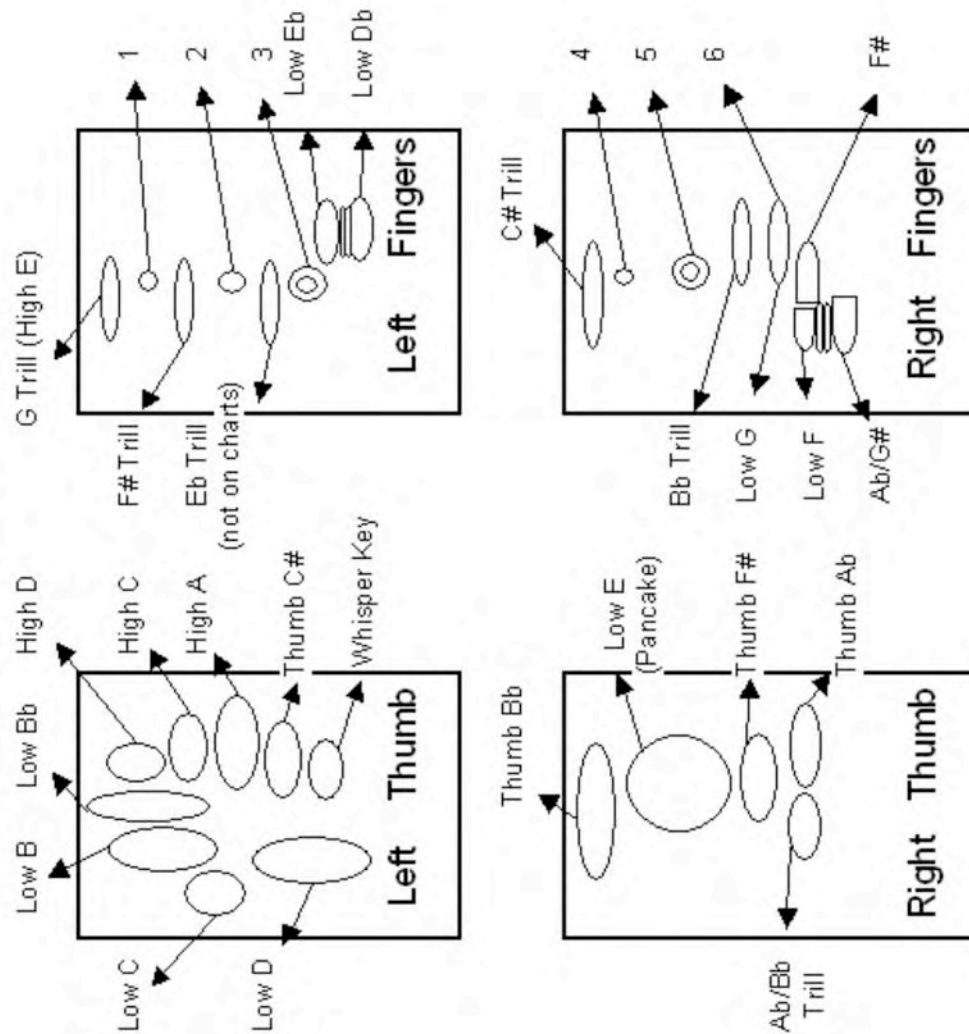 G Trill (High E)
1
2
3
Low Eb
Low Db
F# Trill
Eb Trill
(not on charts)
Left Fingers
C# Trill
4
5
6
F#
Bb Trill
Low G
Low F
Ab/G#
Right Fingers
Low B
Low Bb
High D
High C
High A
Thumb C#
Whisper Key
Low C
Low D
Left Thumb
Thumb Bb
Low E
(Pancake)
Thumb F#
Thumb Ab
Ab/Bb
Trill
Right Thumb